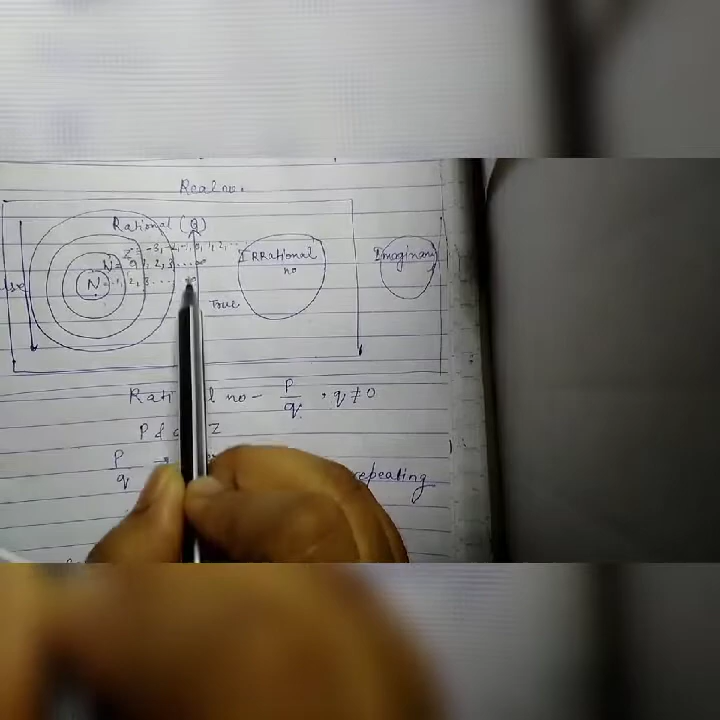 Real no.
Rational (Q)
Z = -3, -2, -1, 0, 1, 2, ...
IRRational
no
Imaginary
N = 0, 1, 2, 3 ... ∞
N = 1, 2, 3 ... ∞
True
no - P/q , q ≠ 0
P & Z
P/q →
repeating